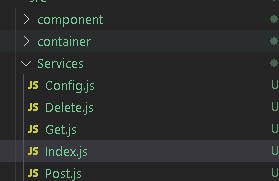 component
container
Services
JS Config.js U
JS Delete.js U
JS Get.js U
JS Index.js U
JS Post.js U